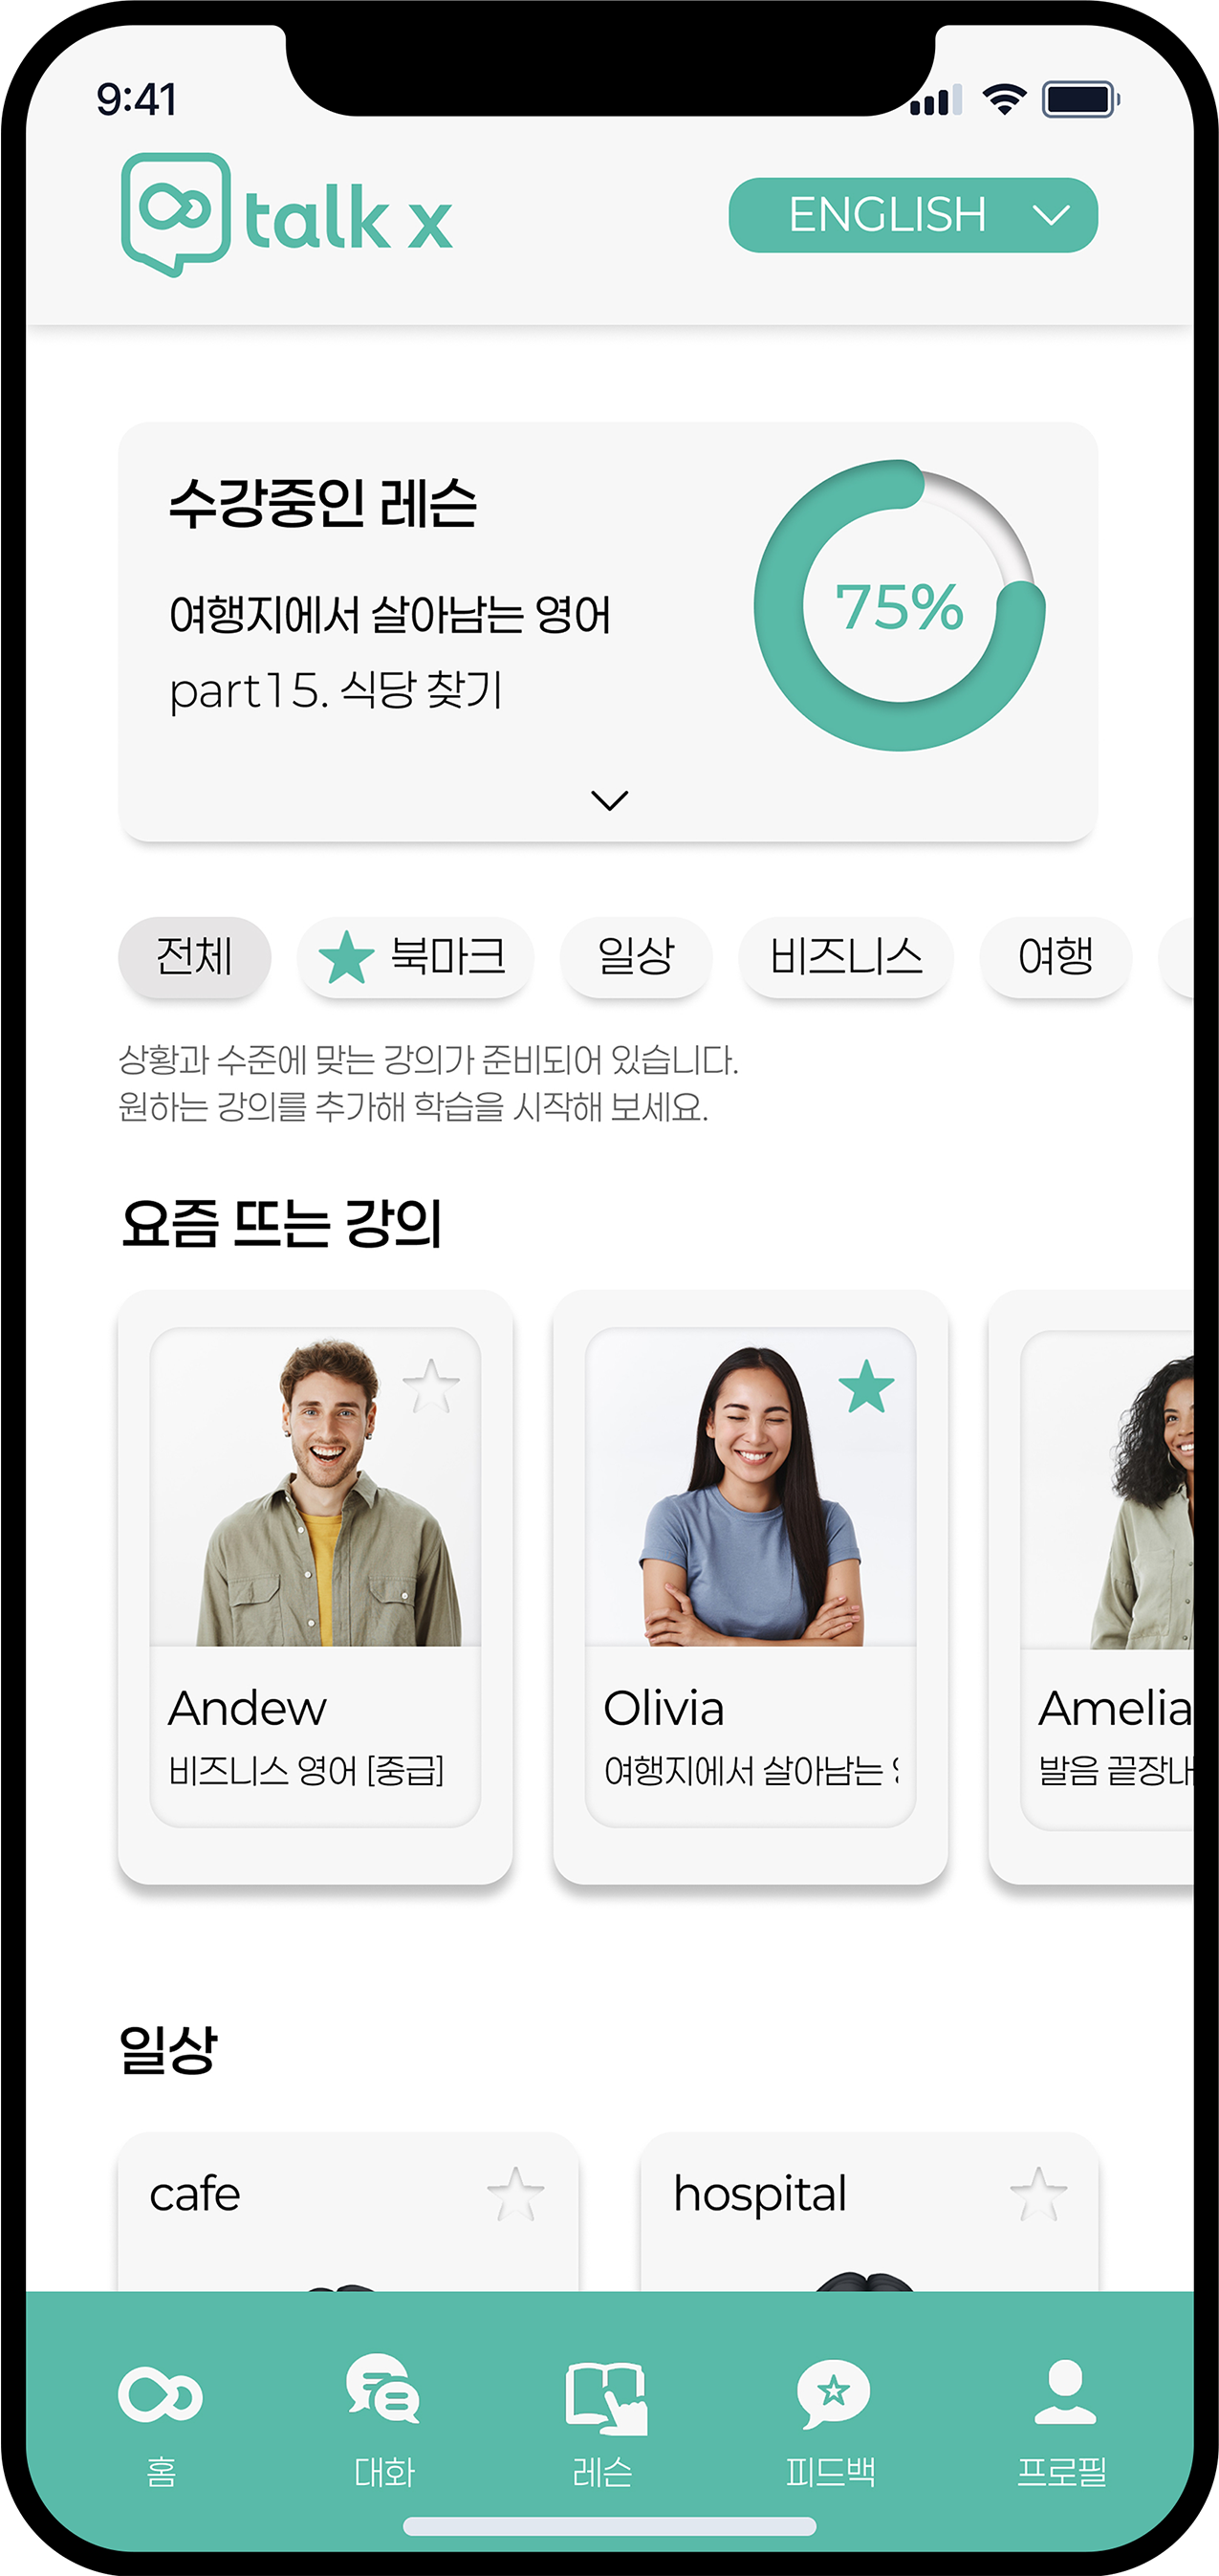 9:41
talk x
ENGLISH
수강중인 레슨
여행지에서 살아남는 영어
part15. 식당 찾기
75%
전체
북마크
일상
비즈니스
여행
상황과 수준에 맞는 강의가 준비되어 있습니다.
원하는 강의를 추가해 학습을 시작해 보세요.
요즘 뜨는 강의
Andew
비즈니스 영어 [중급]
Olivia
여행지에서 살아남는
Amelia
발음 끝장내
일상
cafe
hospital
홈
대화
레슨
피드백
프로필